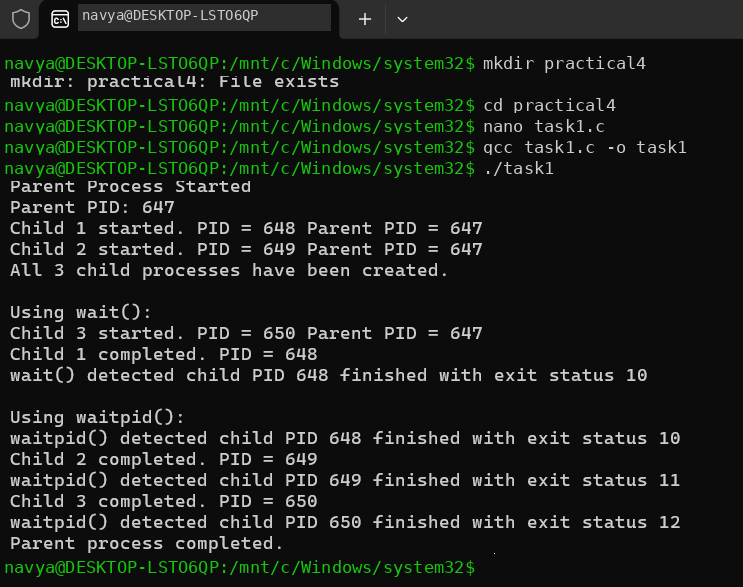 navya@DESKTOP-LSTO6QP
navya@DESKTOP-LSTO6QP:/mnt/c/Windows/system32$ mkdir practical4
mkdir: practical4: File exists
navya@DESKTOP-LSTO6QP:/mnt/c/Windows/system32$ cd practical4
navya@DESKTOP-LSTO6QP:/mnt/c/Windows/system32$ nano task1.c
navya@DESKTOP-LSTO6QP:/mnt/c/Windows/system32$ gcc task1.c -o task1
navya@DESKTOP-LSTO6QP:/mnt/c/Windows/system32$ ./task1
Parent Process Started
Parent PID: 647
Child 1 started. PID = 648 Parent PID = 647
Child 2 started. PID = 649 Parent PID = 647
All 3 child processes have been created.
Using wait():
Child 3 started. PID = 650 Parent PID = 647
Child 1 completed. PID = 648
wait() detected child PID 648 finished with exit status 10
Using waitpid():
waitpid() detected child PID 648 finished with exit status 10
Child 2 completed. PID = 649
waitpid() detected child PID 649 finished with exit status 11
Child 3 completed. PID = 650
waitpid() detected child PID 650 finished with exit status 12
Parent process completed.
navya@DESKTOP-LSTO6QP:/mnt/c/Windows/system32$